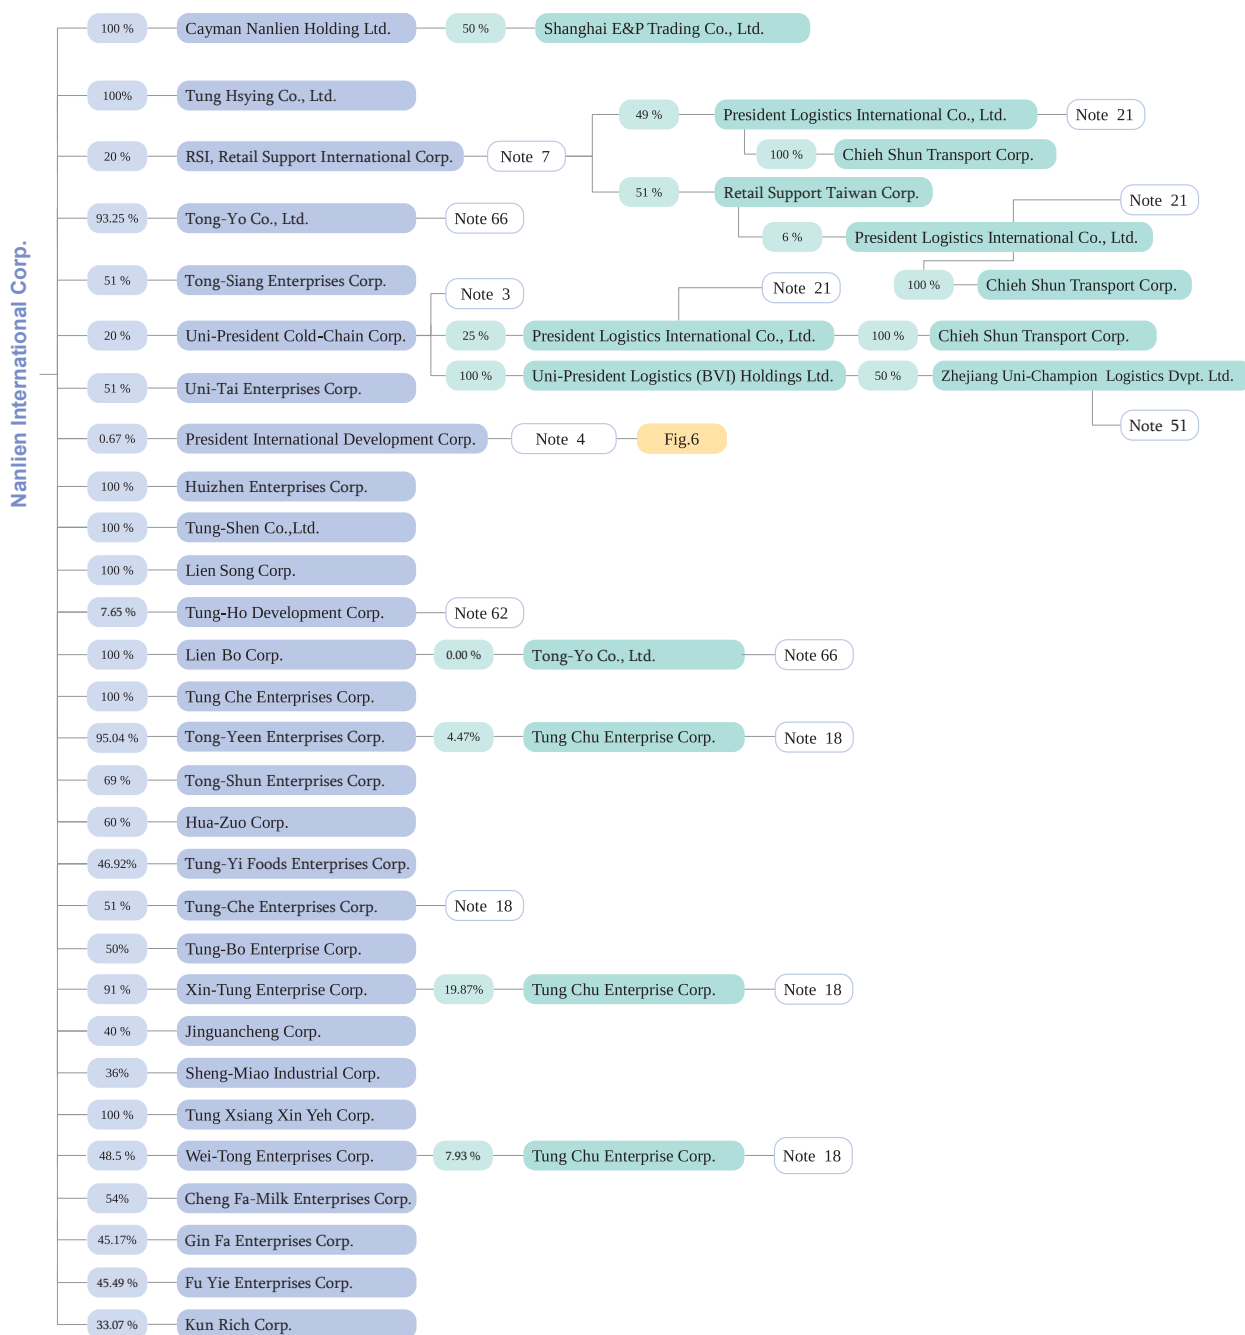 Nanlien International Corp.
100 % Cayman Nanlien Holding Ltd. 50 % Shanghai E&P Trading Co., Ltd.
100% Tung Hsying Co., Ltd.
49 % President Logistics International Co., Ltd. Note 21
100 % Chieh Shun Transport Corp.
20 % RSI, Retail Support International Corp. Note 7
51 % Retail Support Taiwan Corp.
Note 21
6 % President Logistics International Co., Ltd.
100 % Chieh Shun Transport Corp.
93.25 % Tong-Yo Co., Ltd. Note 66
51 % Tong-Siang Enterprises Corp.
Note 3
Note 21
20 % Uni-President Cold-Chain Corp. 25 % President Logistics International Co., Ltd. 100 % Chieh Shun Transport Corp.
100 % Uni-President Logistics (BVI) Holdings Ltd. 50 % Zhejiang Uni-Champion Logistics Dvpt. Ltd.
Note 51
51 % Uni-Tai Enterprises Corp.
0.67 % President International Development Corp. Note 4 Fig.6
100 % Huizhen Enterprises Corp.
100 % Tung-Shen Co.,Ltd.
100 % Lien Song Corp.
7.65 % Tung-Ho Development Corp. Note 62
100 % Lien Bo Corp. 0.00 % Tong-Yo Co., Ltd. Note 66
100 % Tung Che Enterprises Corp.
95.04 % Tong-Yeen Enterprises Corp. 4.47% Tung Chu Enterprise Corp. Note 18
69 % Tong-Shun Enterprises Corp.
60 % Hua-Zuo Corp.
46.92% Tung-Yi Foods Enterprises Corp.
51 % Tung-Che Enterprises Corp. Note 18
50% Tung-Bo Enterprise Corp.
91 % Xin-Tung Enterprise Corp. 19.87% Tung Chu Enterprise Corp. Note 18
40 % Jinguancheng Corp.
36% Sheng-Miao Industrial Corp.
100 % Tung Xsiang Xin Yeh Corp.
48.5 % Wei-Tong Enterprises Corp. 7.93 % Tung Chu Enterprise Corp. Note 18
54% Cheng Fa-Milk Enterprises Corp.
45.17% Gin Fa Enterprises Corp.
45.49 % Fu Yie Enterprises Corp.
33.07 % Kun Rich Corp.